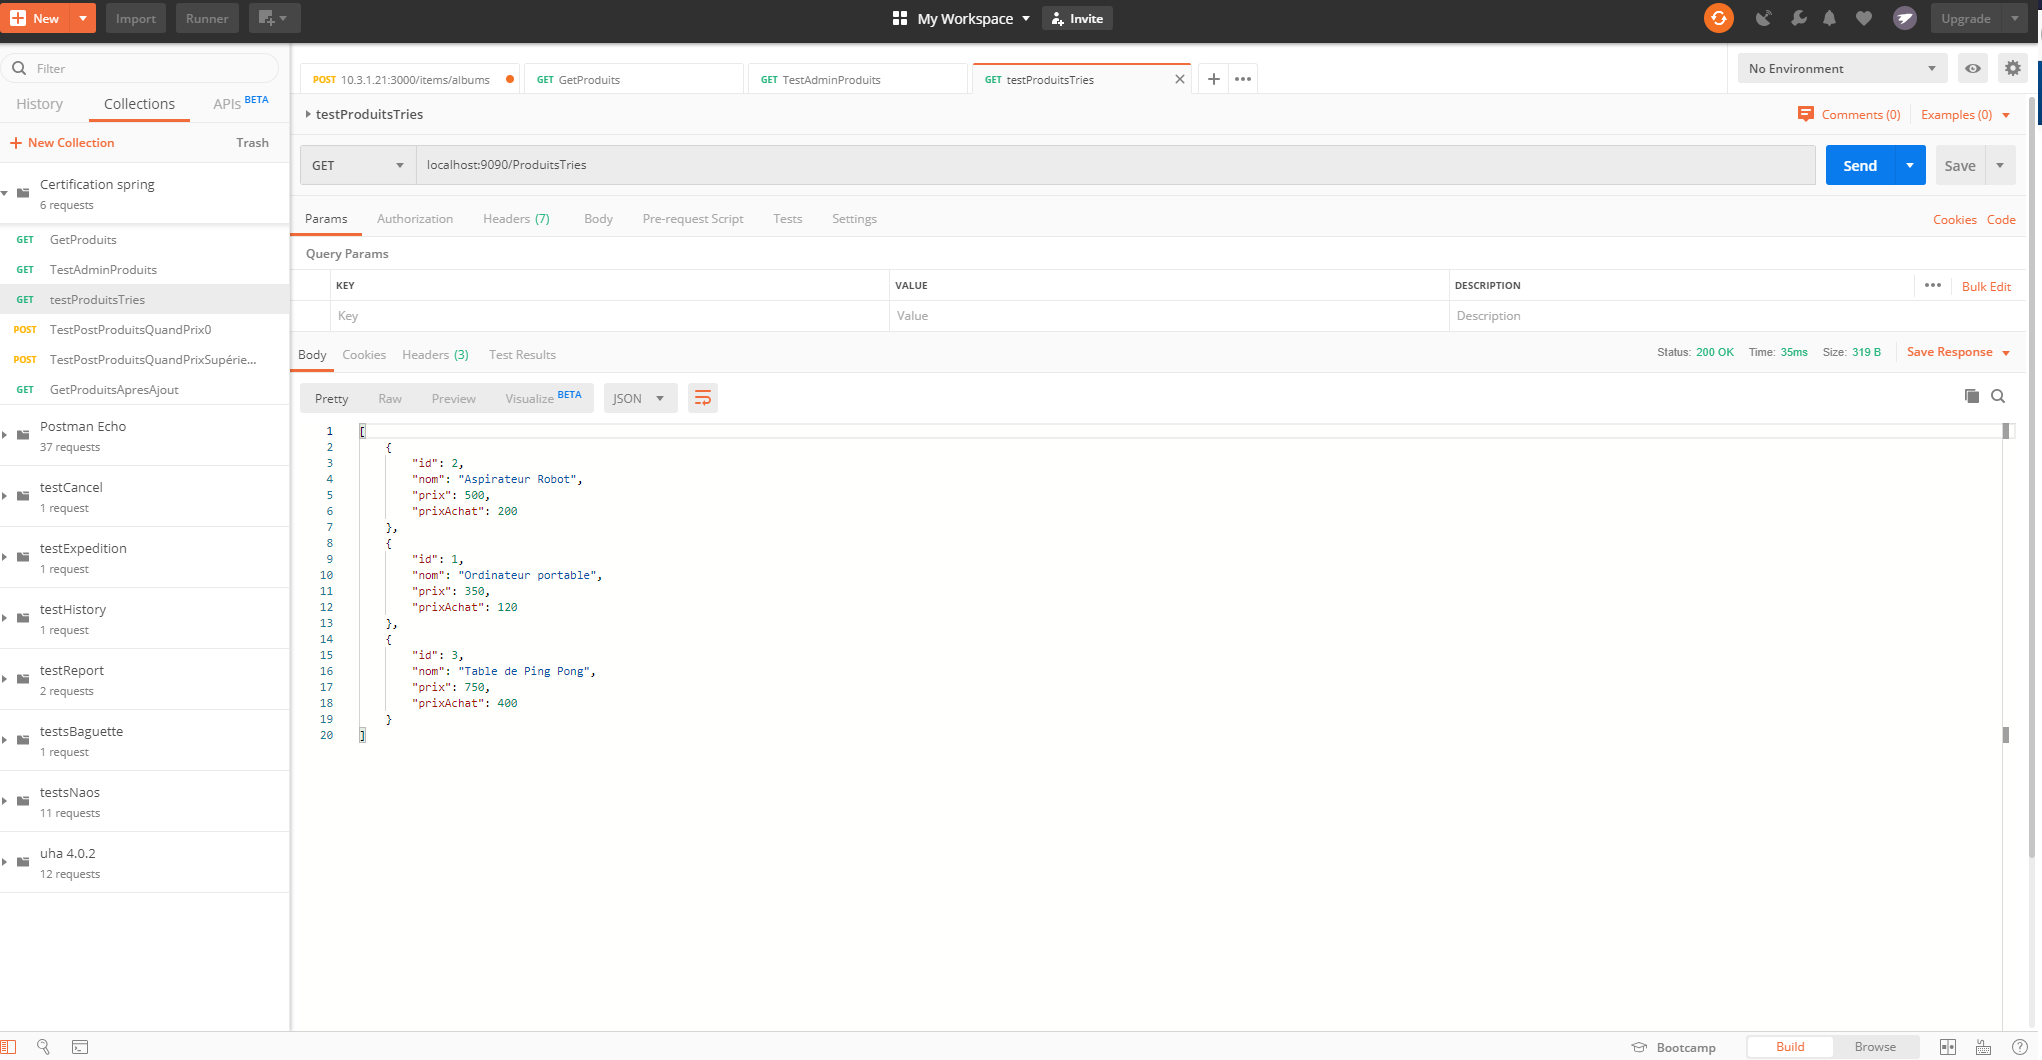 New Import Runner My Workspace Invite Upgrade
Filter
History Collections APIs BETA
New Collection Trash
Certification spring
6 requests
GET GetProduits
GET TestAdminProduits
GET testProduitsTries
POST TestPostProduitsQuandPrix0
POST TestPostProduitsQuandPrixSupérie...
GET GetProduitsApresAjout
Postman Echo
37 requests
testCancel
1 request
testExpedition
1 request
testHistory
1 request
testReport
2 requests
testsBaguette
1 request
testsNaos
11 requests
uha 4.0.2
12 requests
POST 10.3.1.21:3000/items/albums GET GetProduits GET TestAdminProduits GET testProduitsTries No Environment
testProduitsTries Comments (0) Examples (0)
GET localhost:9090/ProduitsTries Send Save
Params Authorization Headers (7) Body Pre-request Script Tests Settings Cookies Code
Query Params
KEY VALUE DESCRIPTION Bulk Edit
Key Value Description
Body Cookies Headers (3) Test Results Status: 200 OK Time: 35ms Size: 319 B Save Response
Pretty Raw Preview Visualize BETA JSON
1 [
2 {
3 "id": 2,
4 "nom": "Aspirateur Robot",
5 "prix": 500,
6 "prixAchat": 200
7 },
8 {
9 "id": 1,
10 "nom": "Ordinateur portable",
11 "prix": 350,
12 "prixAchat": 120
13 },
14 {
15 "id": 3,
16 "nom": "Table de Ping Pong",
17 "prix": 750,
18 "prixAchat": 400
19 }
20 ]
Bootcamp Build Browse